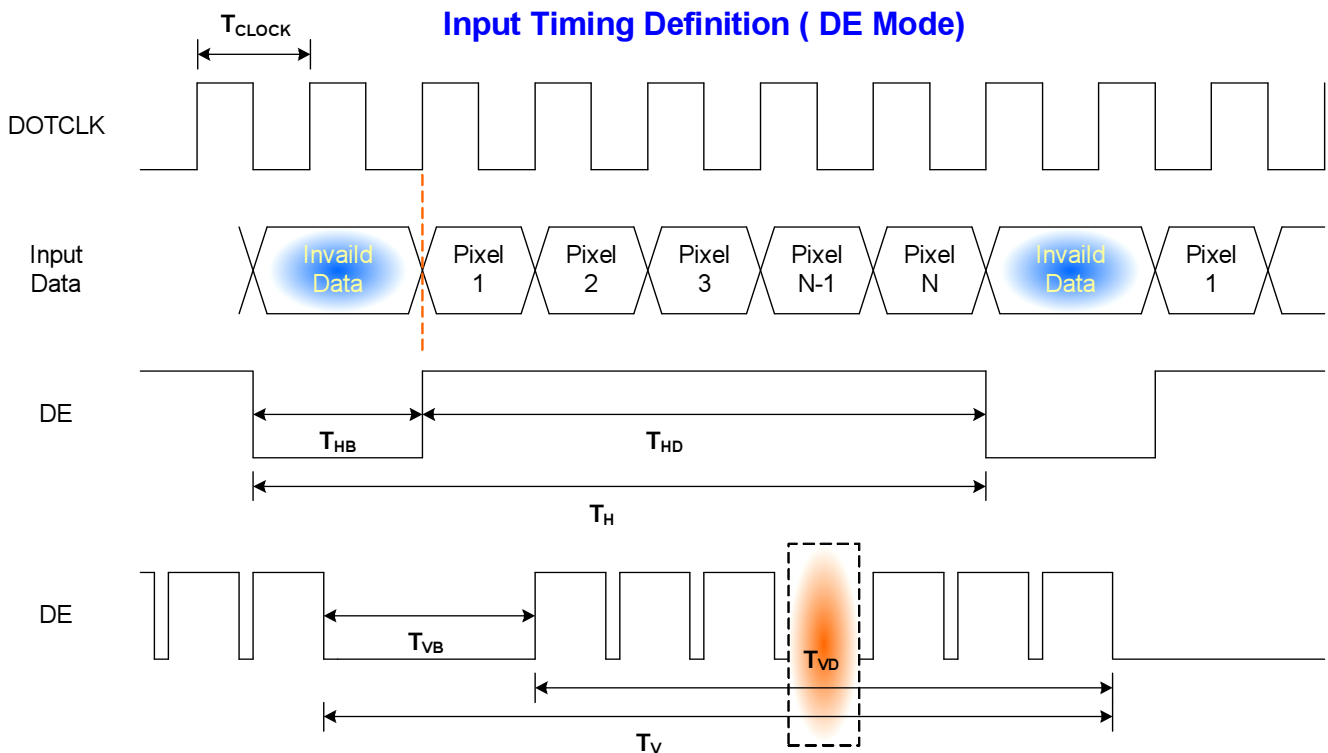 Input Timing Definition ( DE Mode)
TCLOCK
DOTCLK
Input
Data
Invaild
Data
Pixel
1
Pixel
2
Pixel
3
Pixel
N-1
Pixel
N
Invaild
Data
Pixel
1
DE
THB
THD
TH
DE
TVB
TVD
TV